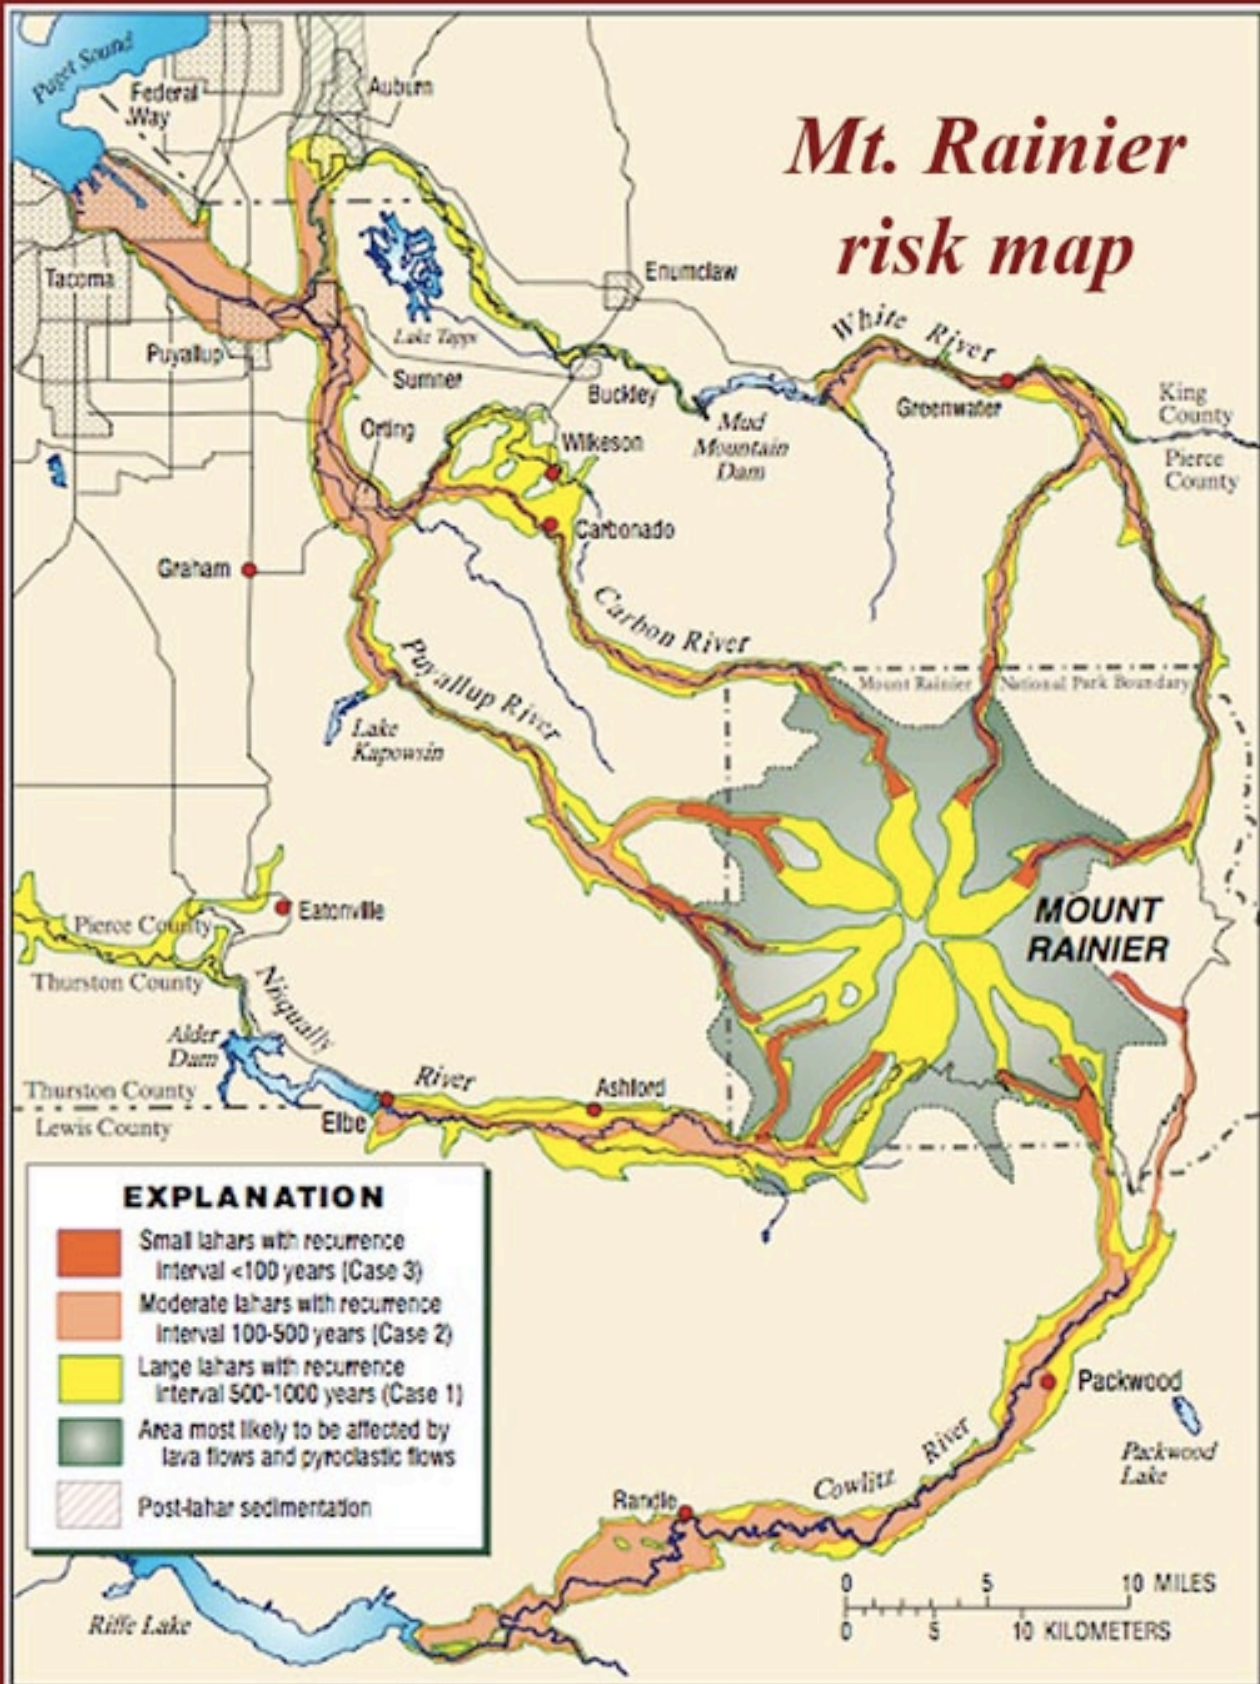 Mt. Rainier
risk map
Puget Sound
Federal
Way
Auburn
Tacoma
Enumclaw
Lake Tapps
White River
Puyallup
Sumner
Buckley
Greenwater
King
County
Pierce
County
Mud
Mountain
Dam
Orting
Wilkeson
Carbonado
Graham
Carbon River
Puyallup River
Mount Rainier National Park Boundary
Lake
Kapowsin
Eatonville
MOUNT
RAINIER
Pierce County
Thurston County
Nisqually
River
Alder
Dam
Ashford
Thurston County
Lewis County
Elbe
EXPLANATION
Small lahars with recurrence
interval <100 years (Case 3)
Moderate lahars with recurrence
interval 100-500 years (Case 2)
Large lahars with recurrence
interval 500-1000 years (Case 1)
Area most likely to be affected by
lava flows and pyroclastic flows
Post-lahar sedimentation
Packwood
Packwood
Lake
Cowlitz River
Randle
Riffe Lake
0 5 10 MILES
0 5 10 KILOMETERS